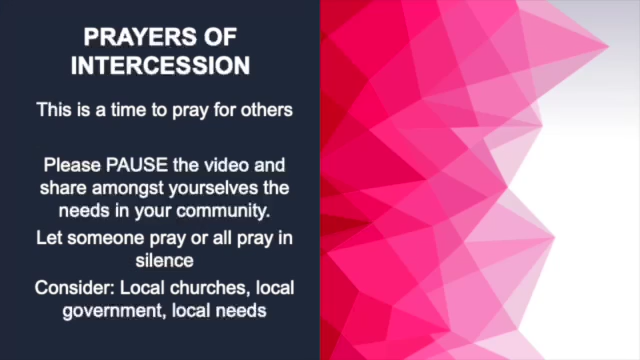 PRAYERS OF
INTERCESSION
This is a time to pray for others
Please PAUSE the video and
share amongst yourselves the
needs in your community.
Let someone pray or all pray in
silence
Consider: Local churches, local
government, local needs